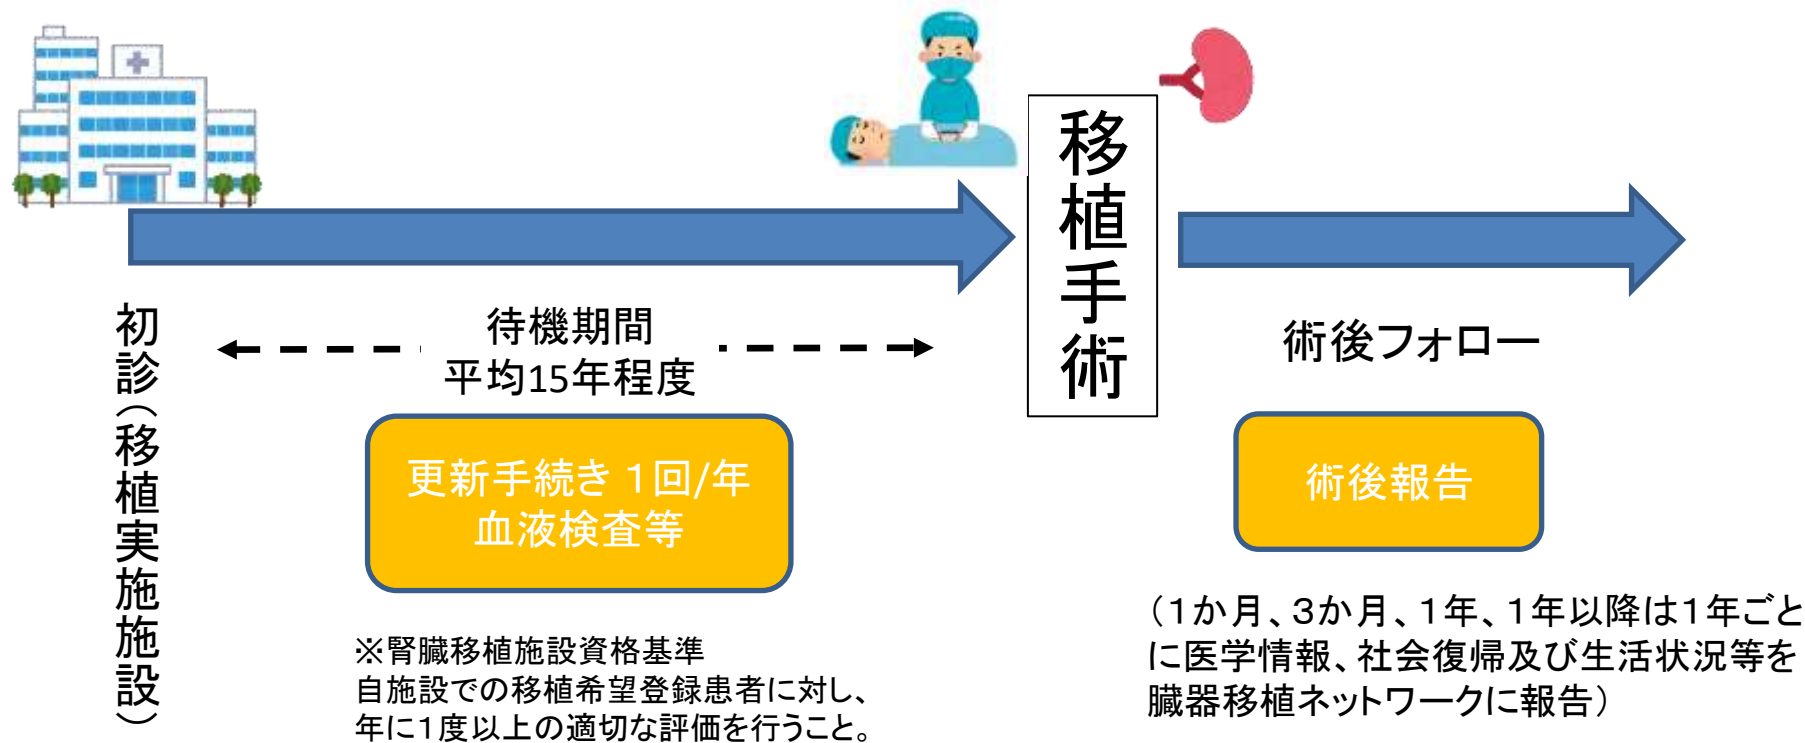 初診（移植実施施設）
待機期間
平均15年程度
更新手続き １回/年
血液検査等
※腎臓移植施設資格基準
自施設での移植希望登録患者に対し、
年に１度以上の適切な評価を行うこと。
移植手術
術後フォロー
術後報告
（１か月、３か月、１年、１年以降は１年ごと
に医学情報、社会復帰及び生活状況等を
臓器移植ネットワークに報告）